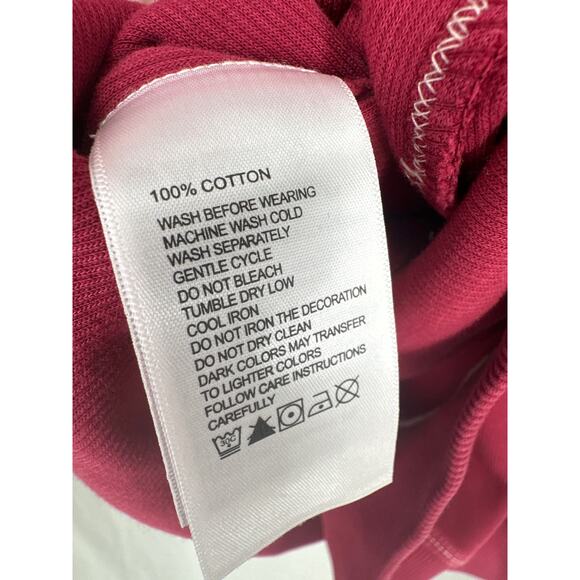 100% COTTON
WASH BEFORE WEARING
MACHINE WASH COLD
WASH SEPARATELY
GENTLE CYCLE
DO NOT BLEACH
TUMBLE DRY LOW
COOL IRON
DO NOT IRON THE DECORATION
DO NOT DRY CLEAN
DARK COLORS MAY TRANSFER
TO LIGHTER COLORS
FOLLOW CARE INSTRUCTIONS
CAREFULLY
30C